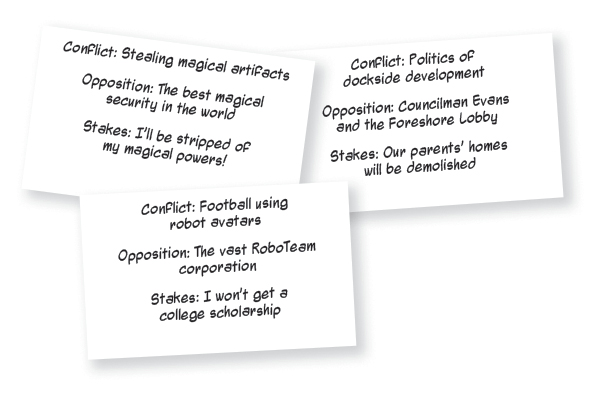 Conflict: Stealing magical artifacts
Opposition: The best magical
security in the world
Stakes: I'll be stripped of
my magical powers!
Conflict: Politics of
dockside development
Opposition: Councilman Evans
and the Foreshore Lobby
Stakes: Our parents' homes
will be demolished
Conflict: Football using
robot avatars
Opposition: The vast RoboTeam
corporation
Stakes: I won't get a
college scholarship